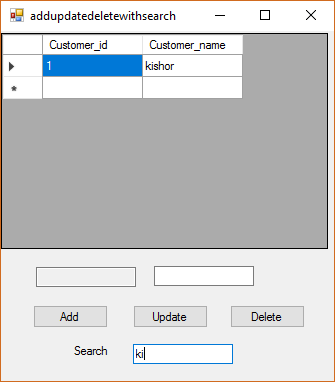 addupdatedeletewithsearch
Customer_id Customer_name
1 kishor
Add Update Delete
Search ki